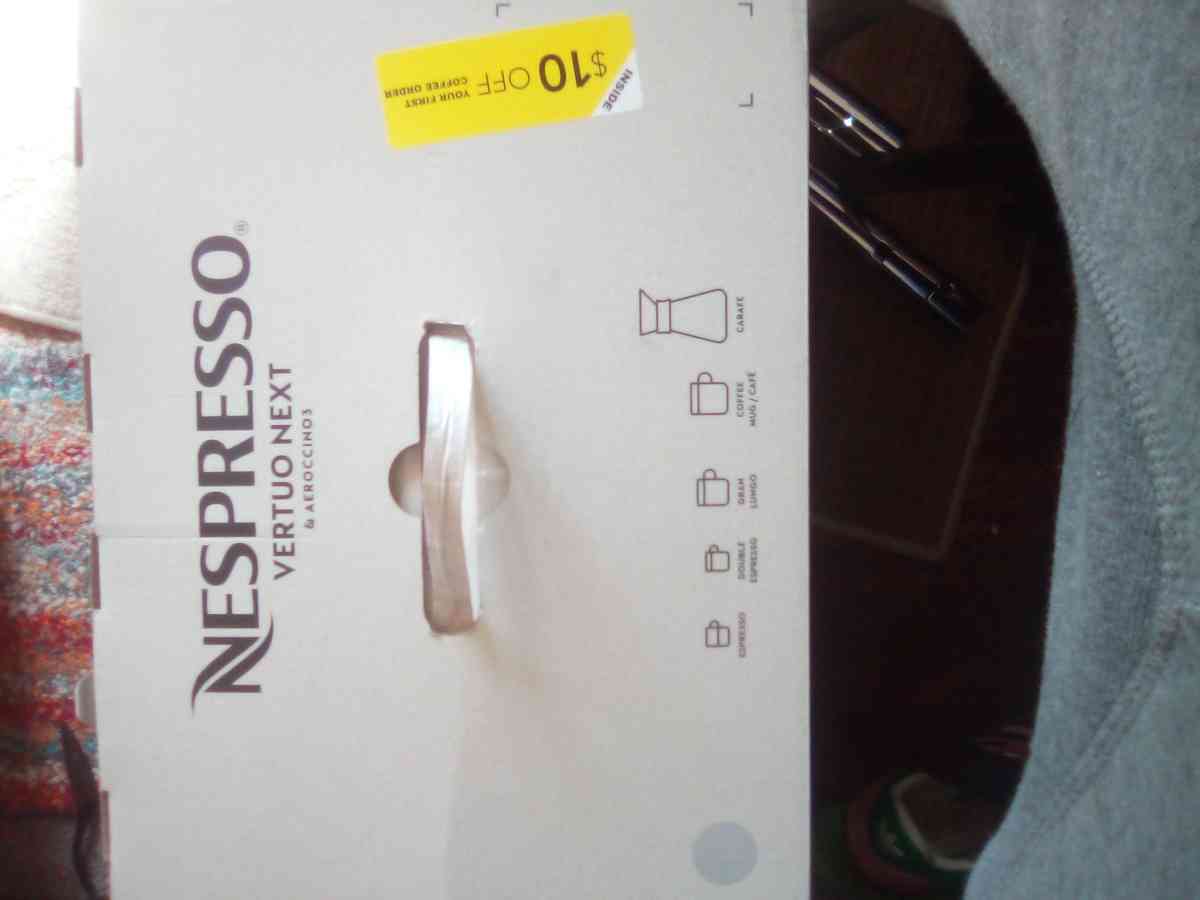 NESPRESSO®
VERTUO NEXT
& AEROCCINO3
ESPRESSO
DOUBLE
ESPRESSO
GRAN
LUNGO
COFFEE
MUG / CAFÉ
CARAFE
INSIDE
$10 OFF
YOUR FIRST
COFFEE ORDER